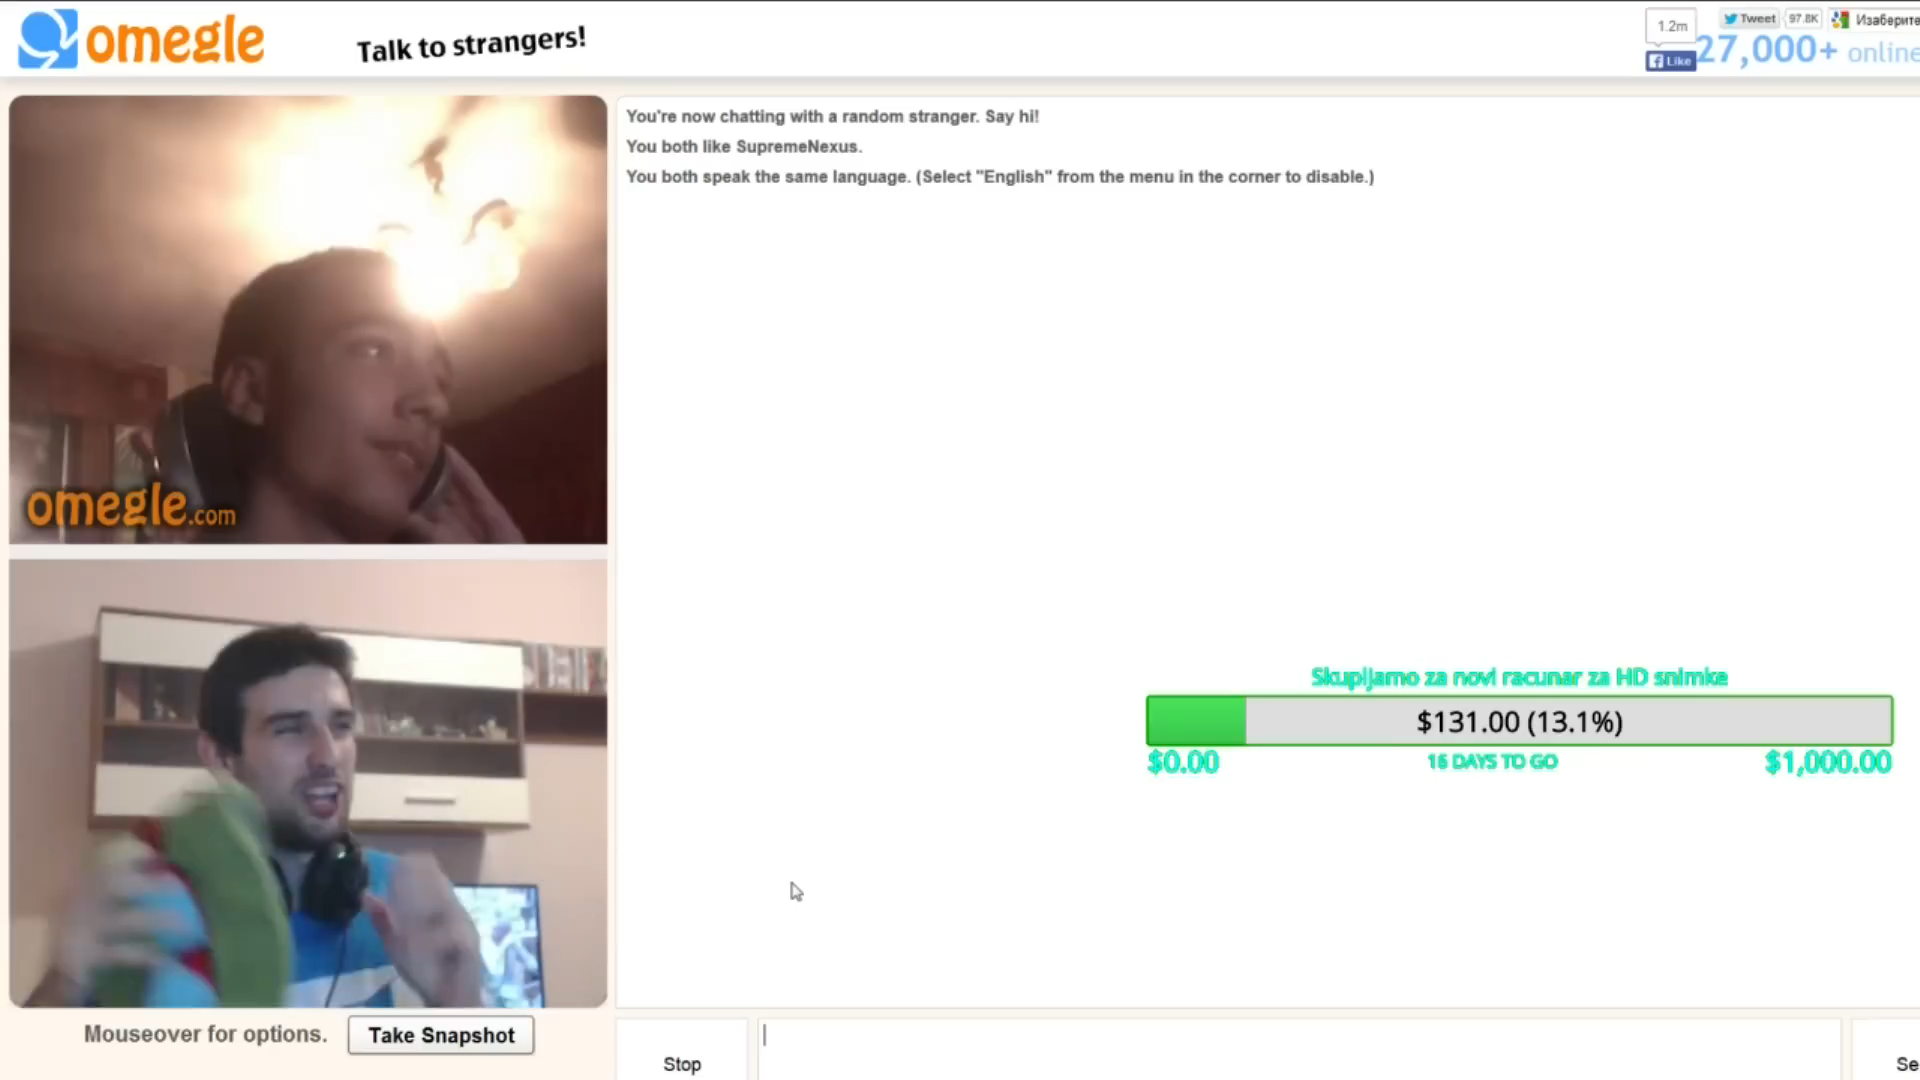 omegle
Talk to strangers!
1.2m
Like
Tweet
97.8K
Изаберите
27,000+ online
You're now chatting with a random stranger. Say hi!
You both like SupremeNexus.
You both speak the same language. (Select "English" from the menu in the corner to disable.)
omegle.com
Skupljamo za novi racunar za HD snimke
$131.00 (13.1%)
$0.00
16 DAYS TO GO
$1,000.00
Mouseover for options.
Take Snapshot
Stop
Se